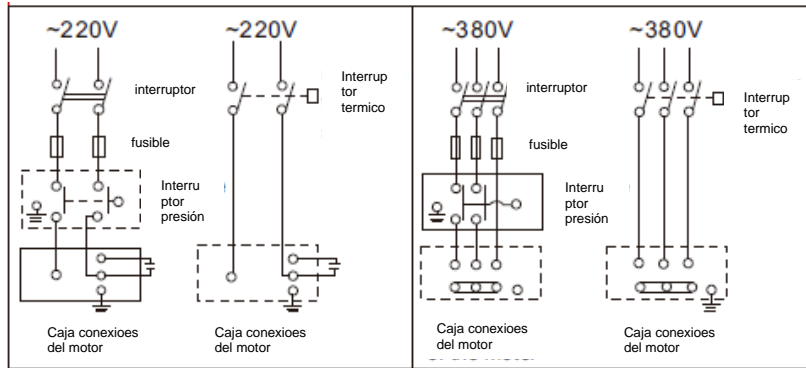 ~220V
~220V
interruptor
Interrup
tor
termico
fusible
Interru
ptor
presión
Caja conexioes
del motor
Caja conexioes
del motor
~380V
~380V
interruptor
Interrup
tor
termico
fusible
Interru
ptor
presión
Caja conexioes
del motor
Caja conexioes
del motor